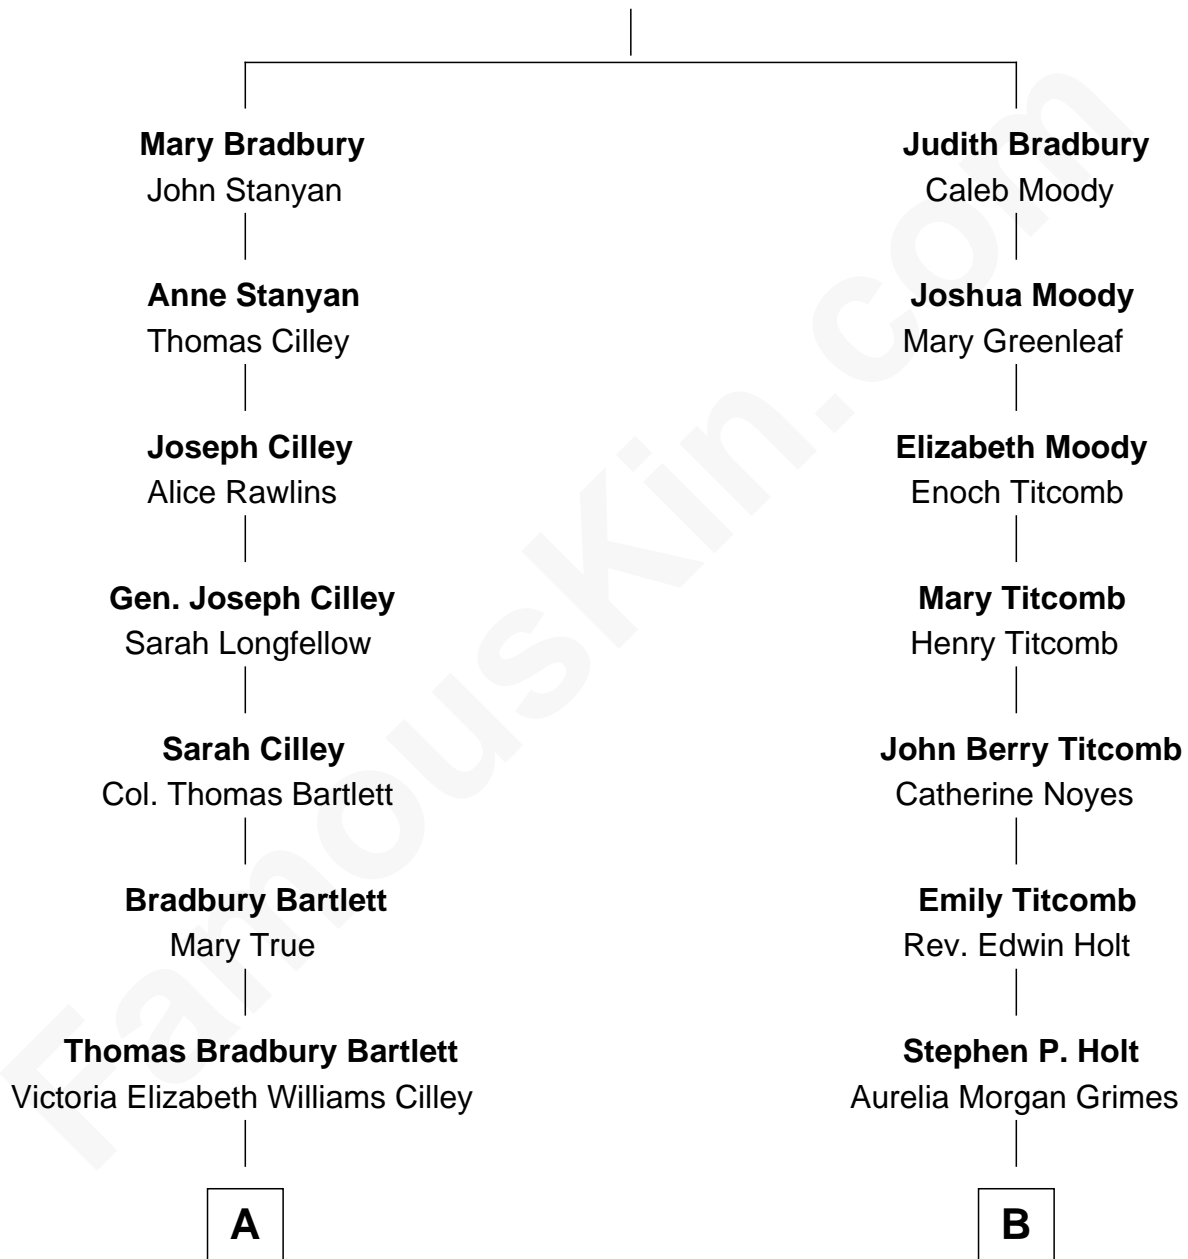 Mary Bradbury
John Stanyan
Anne Stanyan
Thomas Cilley
Joseph Cilley
Alice Rawlins
Gen. Joseph Cilley
Sarah Longfellow
Sarah Cilley
Col. Thomas Bartlett
Bradbury Bartlett
Mary True
Thomas Bradbury Bartlett
Victoria Elizabeth Williams Cilley
A
Judith Bradbury
Caleb Moody
Joshua Moody
Mary Greenleaf
Elizabeth Moody
Enoch Titcomb
Mary Titcomb
Henry Titcomb
John Berry Titcomb
Catherine Noyes
Emily Titcomb
Rev. Edwin Holt
Stephen P. Holt
Aurelia Morgan Grimes
B
FamousKin.com